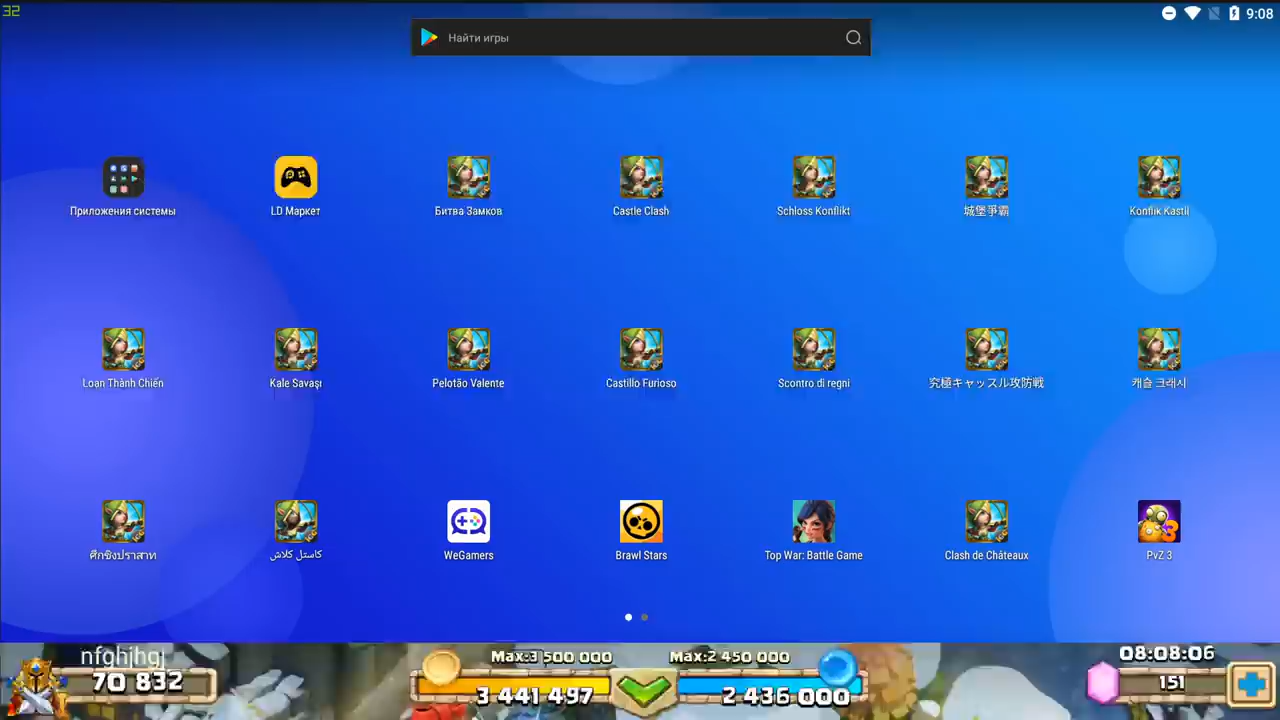 32
9:08
Найти игры
Приложения системы
LD Маркет
Битва Замков
Castle Clash
Schloss Konflikt
城堡爭霸
Konflik Kastil
Loạn Thành Chiến
Kale Savaşı
Pelotão Valente
Castillo Furioso
Scontro di regni
究極キャッスル攻防戦
캐슬 크래시
ศึกชิงปราสาท
كاستل كلاش
WeGamers
Brawl Stars
Top War: Battle Game
Clash de Châteaux
PvZ 3
nfghjhgj
70 832
Max:3 500 000
3 441 497
Max:2 450 000
2 436 000
08:08:06
151